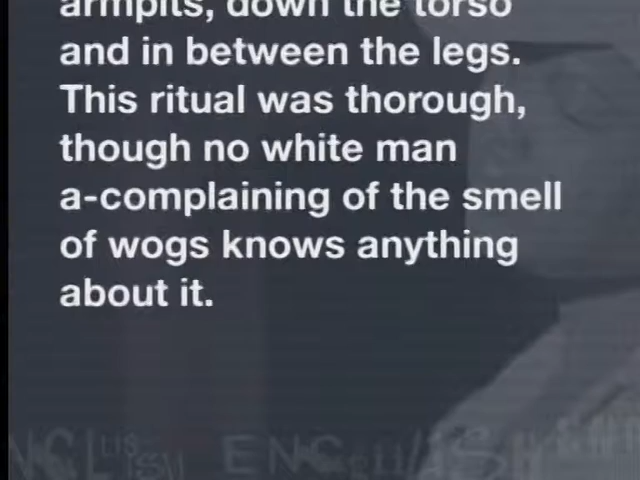 armpits, down the torso
and in between the legs.
This ritual was thorough,
though no white man
a-complaining of the smell
of wogs knows anything
about it.
ENGLISH